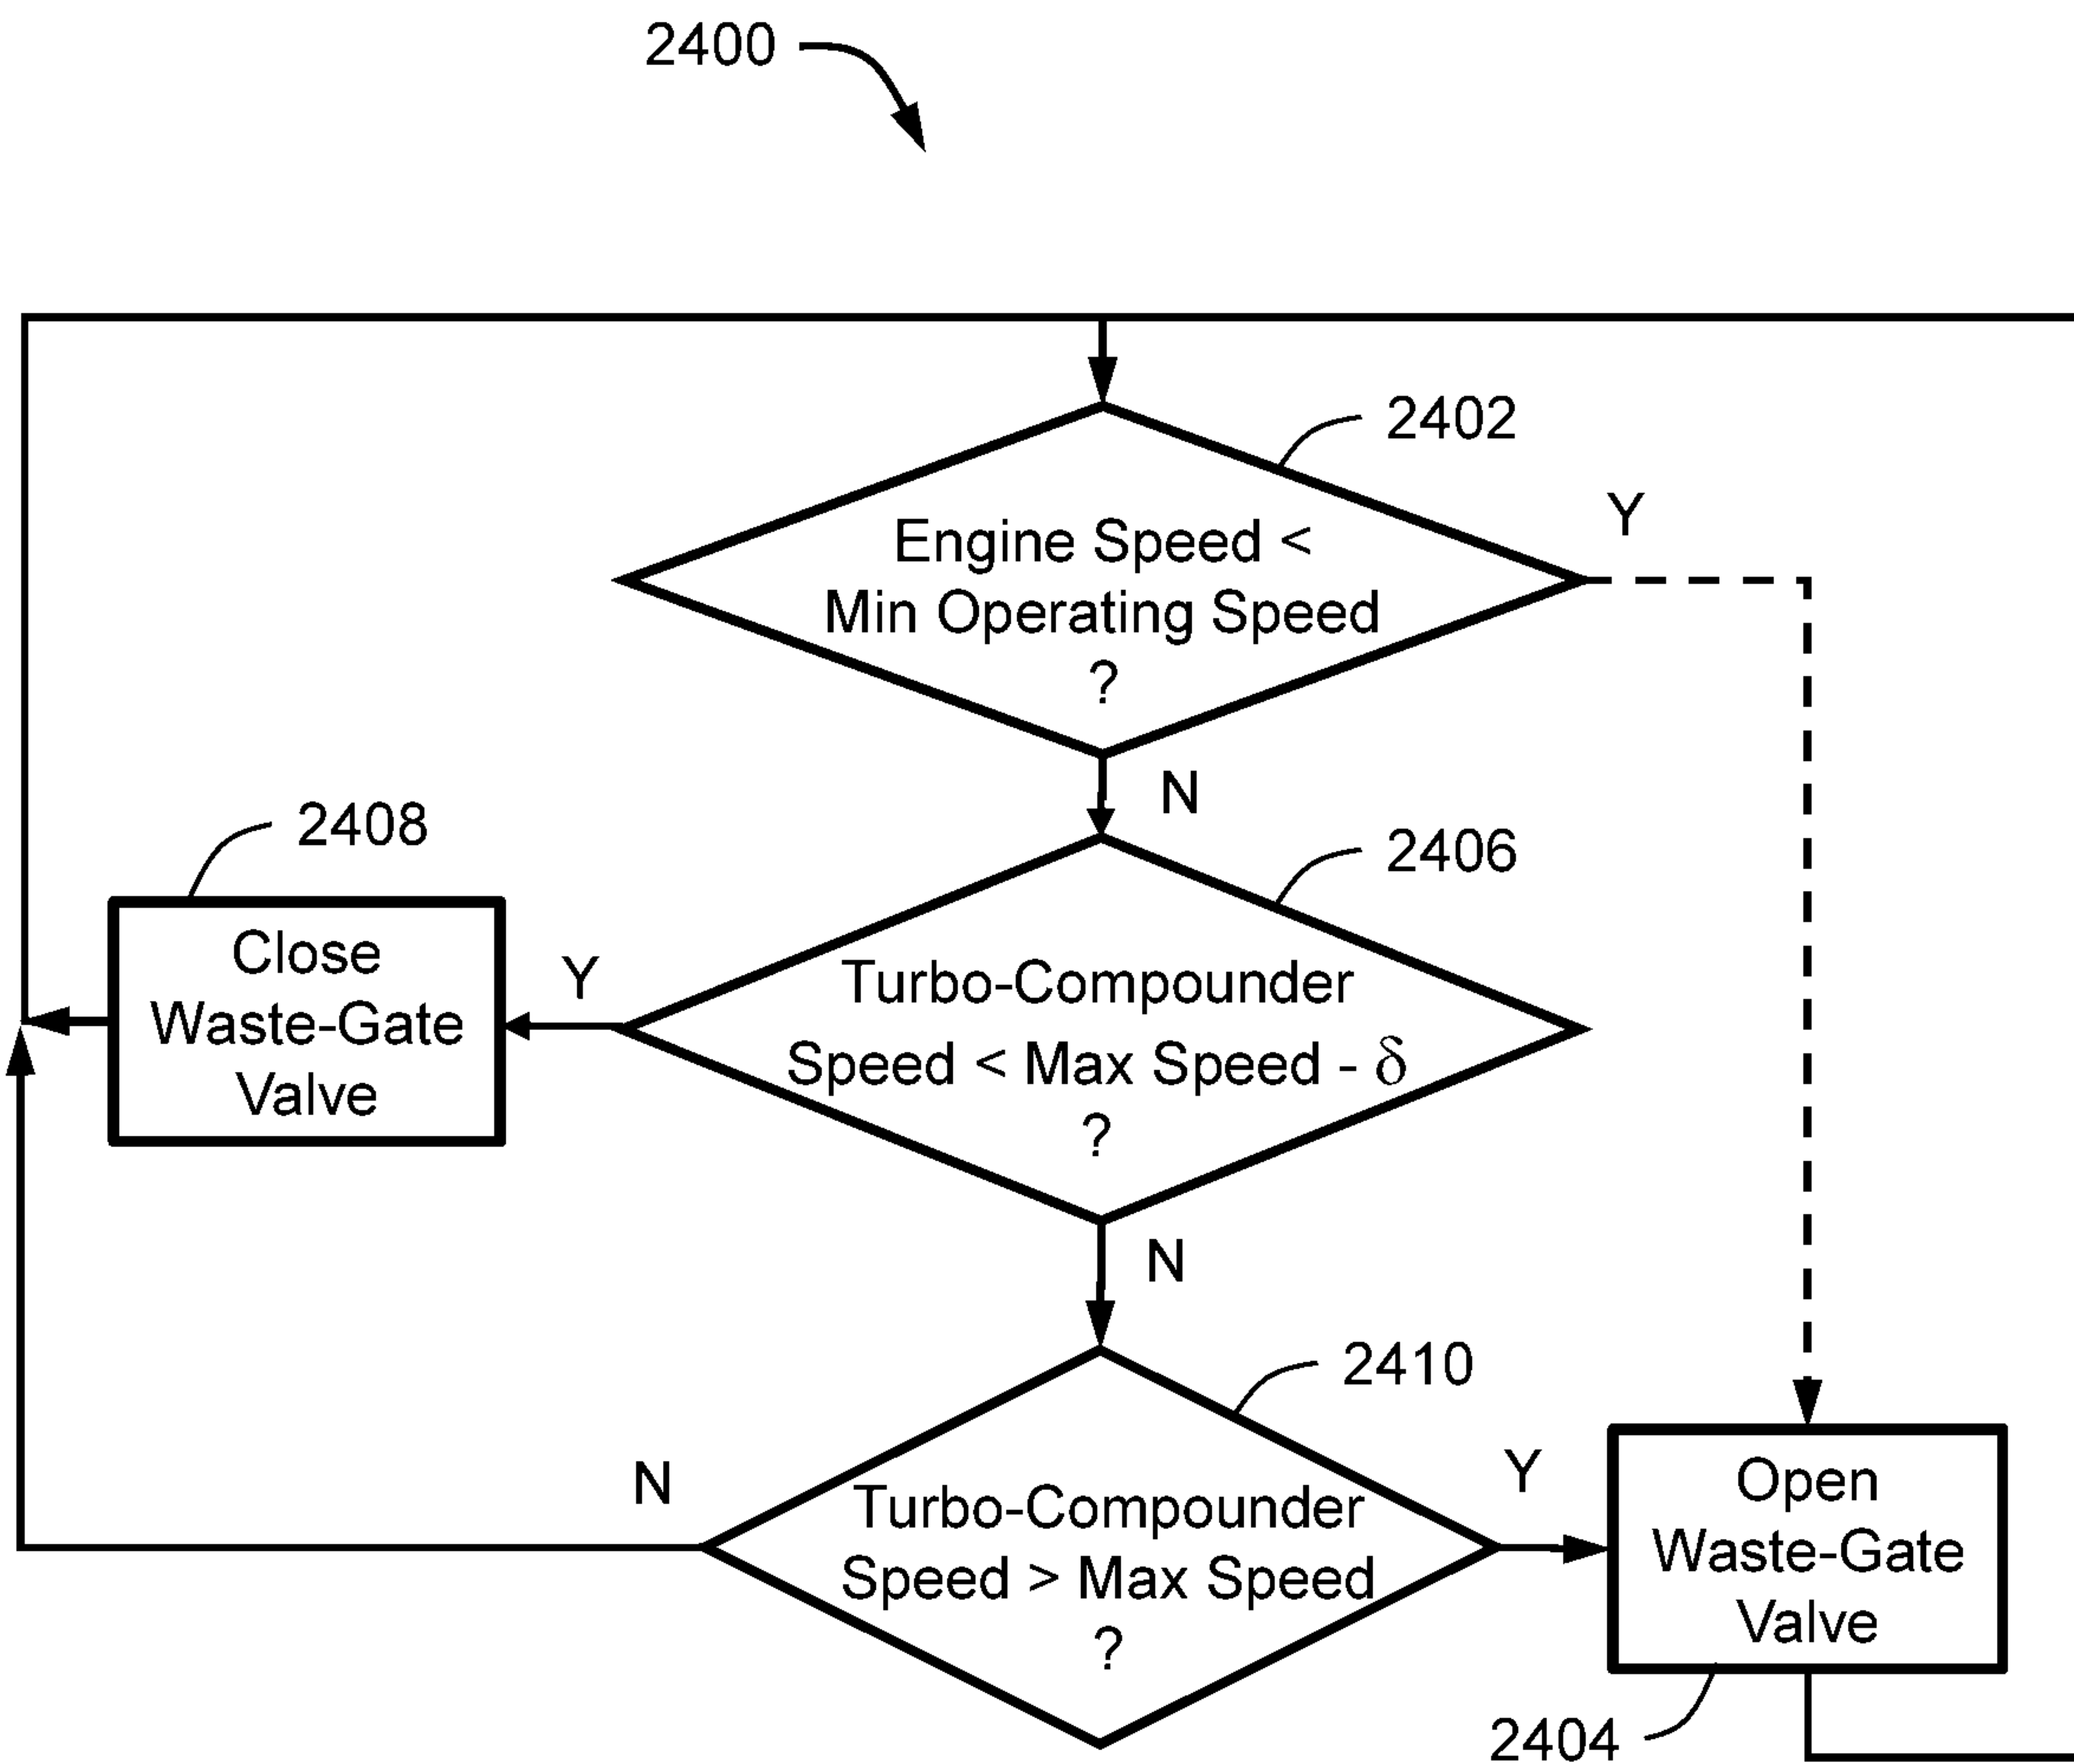 2400
2402
Engine Speed <
Min Operating Speed
?
Y
N
2408
Close
Waste-Gate
Valve
Y
2406
Turbo-Compounder
Speed < Max Speed - δ
?
N
2410
N
Turbo-Compounder
Speed > Max Speed
?
Y
Open
Waste-Gate
Valve
2404